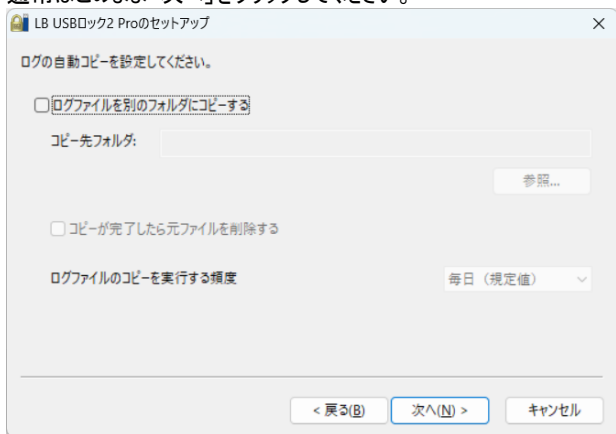 LB USBロック2 Proのセットアップ
ログの自動コピーを設定してください。
ログファイルを別のフォルダにコピーする
コピー先フォルダ:
参照...
コピーが完了したら元ファイルを削除する
ログファイルのコピーを実行する頻度
毎日（規定値）
< 戻る(B)
次へ(N) >
キャンセル